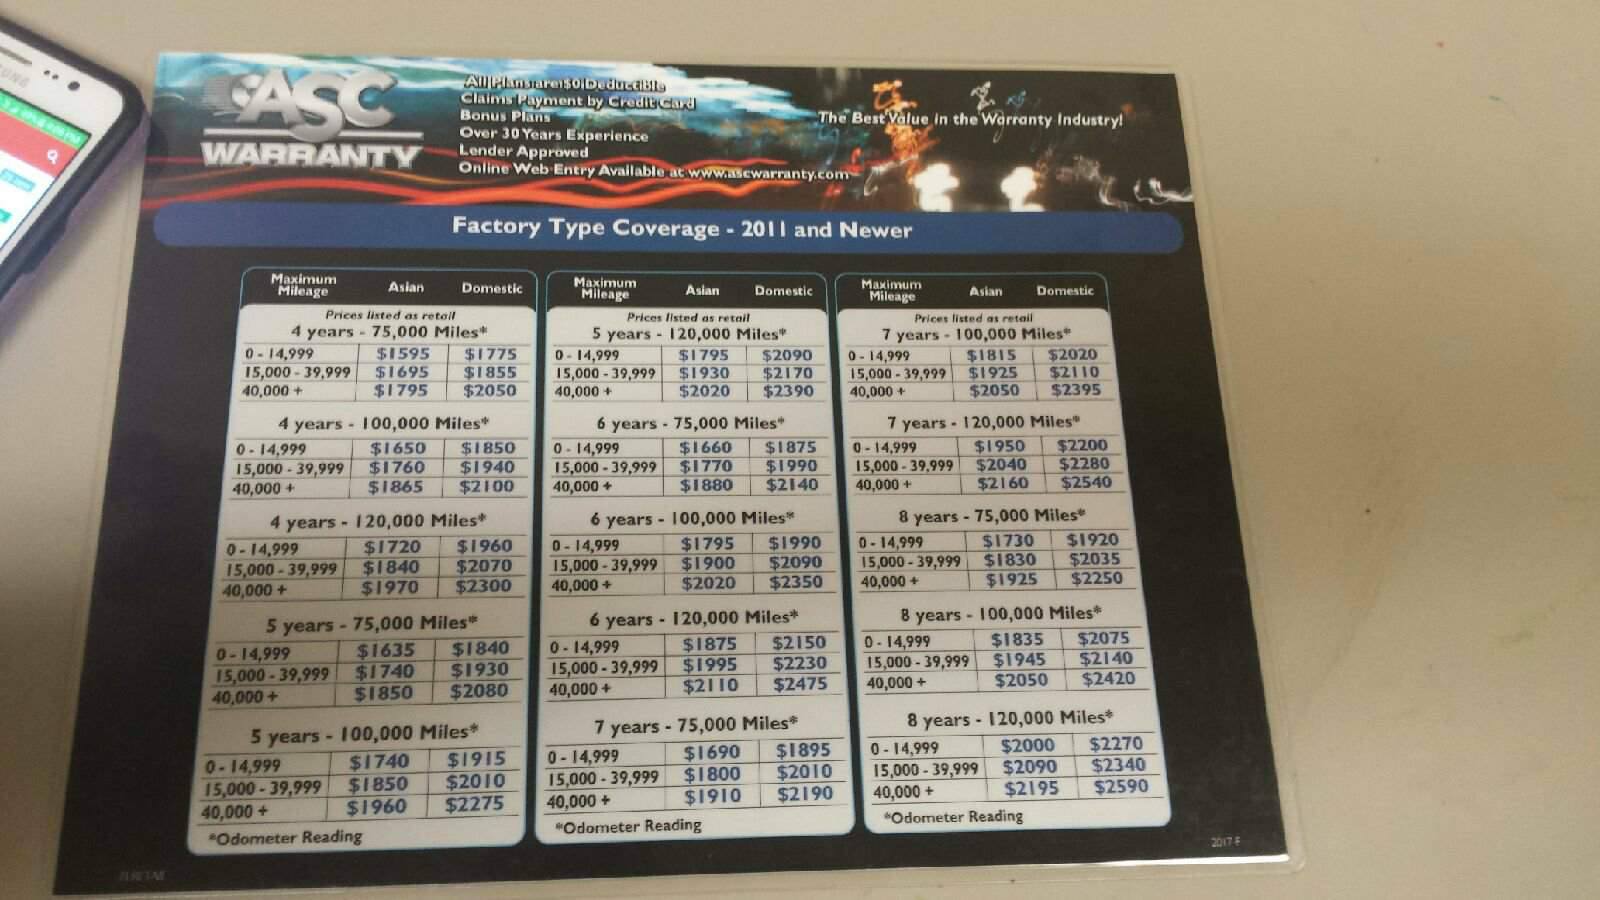 ASC
WARRANTY
All Plans are $0 Deductible
Claims Payment by Credit Card
Bonus Plans
Over 30 Years Experience
Lender Approved
Online Web Entry Available at www.ascwarranty.com
The Best Value in the Warranty Industry!
Factory Type Coverage - 2011 and Newer
Maximum Mileage Asian Domestic
Prices listed as retail
4 years - 75,000 Miles*
0 - 14,999 $1595 $1775
15,000 - 39,999 $1695 $1855
40,000 + $1795 $2050
4 years - 100,000 Miles*
0 - 14,999 $1650 $1850
15,000 - 39,999 $1760 $1940
40,000 + $1865 $2100
4 years - 120,000 Miles*
0 - 14,999 $1720 $1960
15,000 - 39,999 $1840 $2070
40,000 + $1970 $2300
5 years - 75,000 Miles*
0 - 14,999 $1635 $1840
15,000 - 39,999 $1740 $1930
40,000 + $1850 $2080
5 years - 100,000 Miles*
0 - 14,999 $1740 $1915
15,000 - 39,999 $1850 $2010
40,000 + $1960 $2275
*Odometer Reading
Maximum Mileage Asian Domestic
Prices listed as retail
5 years - 120,000 Miles*
0 - 14,999 $1795 $2090
15,000 - 39,999 $1930 $2170
40,000 + $2020 $2390
6 years - 75,000 Miles*
0 - 14,999 $1660 $1875
15,000 - 39,999 $1770 $1990
40,000 + $1880 $2140
6 years - 100,000 Miles*
0 - 14,999 $1795 $1990
15,000 - 39,999 $1900 $2090
40,000 + $2020 $2350
6 years - 120,000 Miles*
0 - 14,999 $1875 $2150
15,000 - 39,999 $1995 $2230
40,000 + $2110 $2475
7 years - 75,000 Miles*
0 - 14,999 $1690 $1895
15,000 - 39,999 $1800 $2010
40,000 + $1910 $2190
*Odometer Reading
Maximum Mileage Asian Domestic
Prices listed as retail
7 years - 100,000 Miles*
0 - 14,999 $1815 $2020
15,000 - 39,999 $1925 $2110
40,000 + $2050 $2395
7 years - 120,000 Miles*
0 - 14,999 $1950 $2200
15,000 - 39,999 $2040 $2280
40,000 + $2160 $2540
8 years - 75,000 Miles*
0 - 14,999 $1730 $1920
15,000 - 39,999 $1830 $2035
40,000 + $1925 $2250
8 years - 100,000 Miles*
0 - 14,999 $1835 $2075
15,000 - 39,999 $1945 $2140
40,000 + $2050 $2420
8 years - 120,000 Miles*
0 - 14,999 $2000 $2270
15,000 - 39,999 $2090 $2340
40,000 + $2195 $2590
*Odometer Reading
2017 F